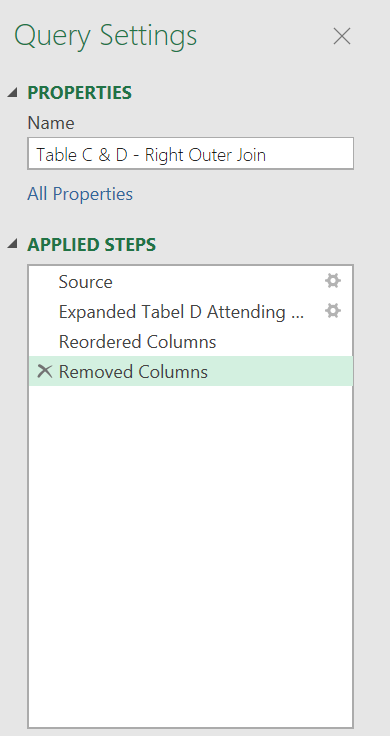 Query Settings
PROPERTIES
Name
Table C & D - Right Outer Join
All Properties
APPLIED STEPS
Source
Expanded Tabel D Attending ...
Reordered Columns
Removed Columns